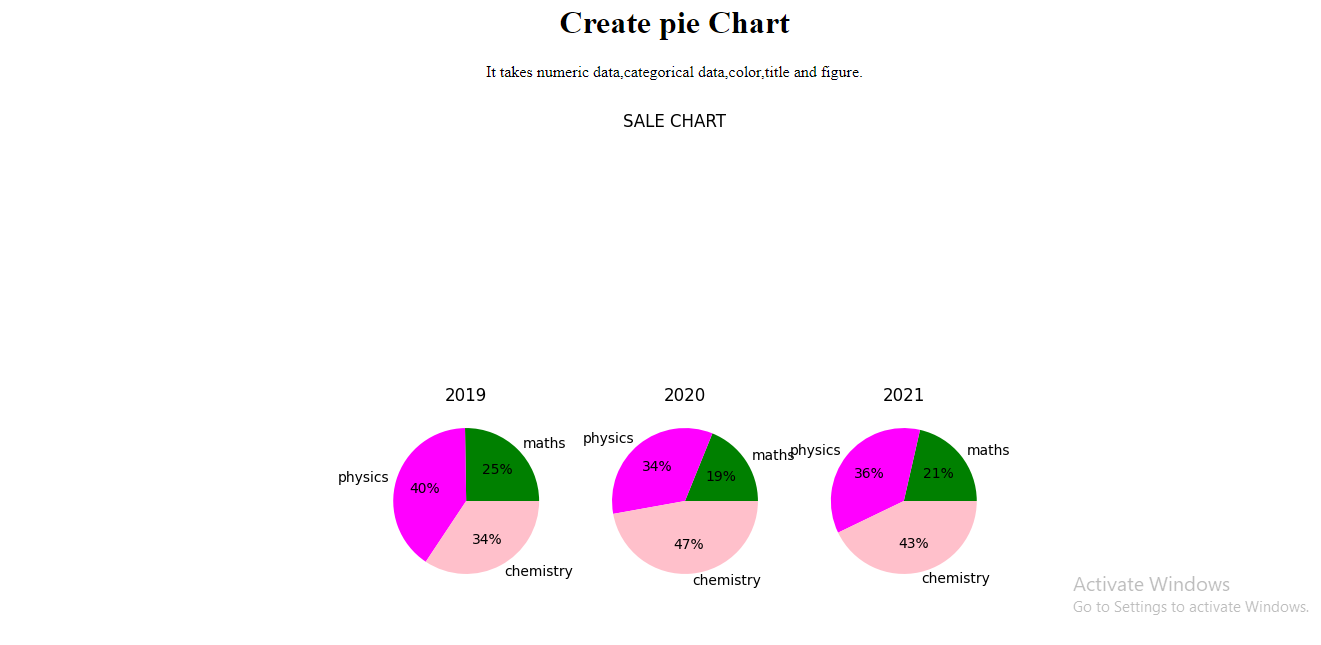 Create pie Chart
It takes numeric data,categorical data,color,title and figure.
SALE CHART
2019
maths
25%
physics
40%
34%
chemistry
2020
physics
maths
34%
19%
47%
chemistry
2021
physics
maths
36%
21%
43%
chemistry
Activate Windows
Go to Settings to activate Windows.